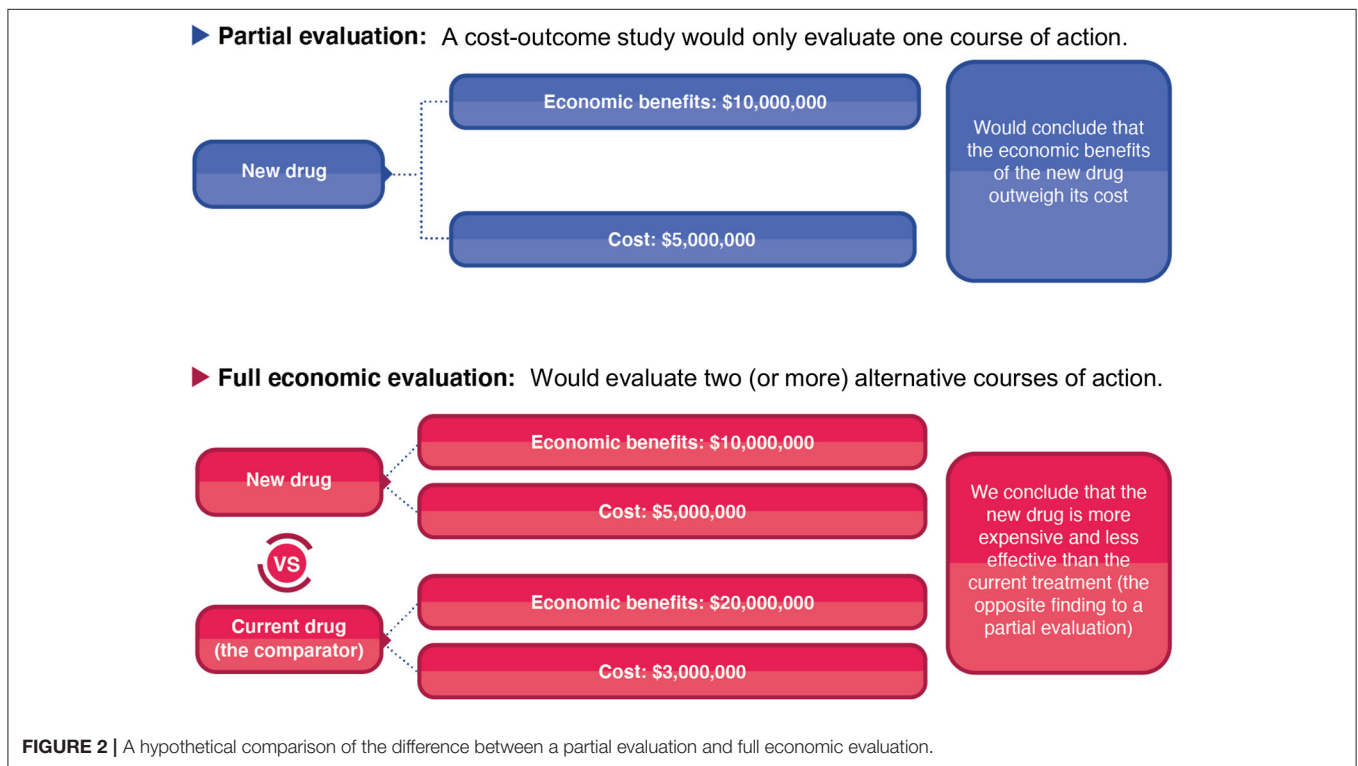 ▶ Partial evaluation: A cost-outcome study would only evaluate one course of action.
Economic benefits: $10,000,000
New drug
Cost: $5,000,000
Would conclude that
the economic benefits
of the new drug
outweigh its cost
▶ Full economic evaluation: Would evaluate two (or more) alternative courses of action.
New drug
Economic benefits: $10,000,000
Cost: $5,000,000
VS
Current drug
(the comparator)
Economic benefits: $20,000,000
Cost: $3,000,000
We conclude that the
new drug is more
expensive and less
effective than the
current treatment (the
opposite finding to a
partial evaluation)
FIGURE 2 | A hypothetical comparison of the difference between a partial evaluation and full economic evaluation.